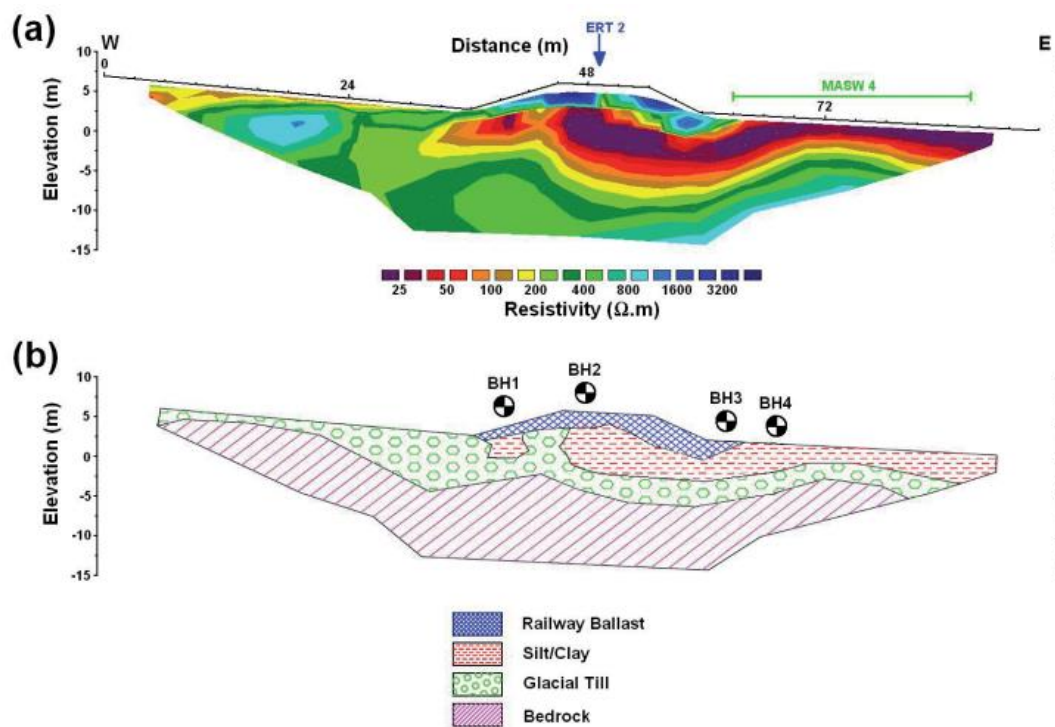 (a)
W
Distance (m)
ERT 2
E
0
24
48
72
MASW 4
Elevation (m)
10
5
0
-5
-10
-15
25 50 100 200 400 800 1600 3200
Resistivity (Ω.m)
(b)
Elevation (m)
10
5
0
-5
-10
-15
BH1
BH2
BH3
BH4
Railway Ballast
Silt/Clay
Glacial Till
Bedrock